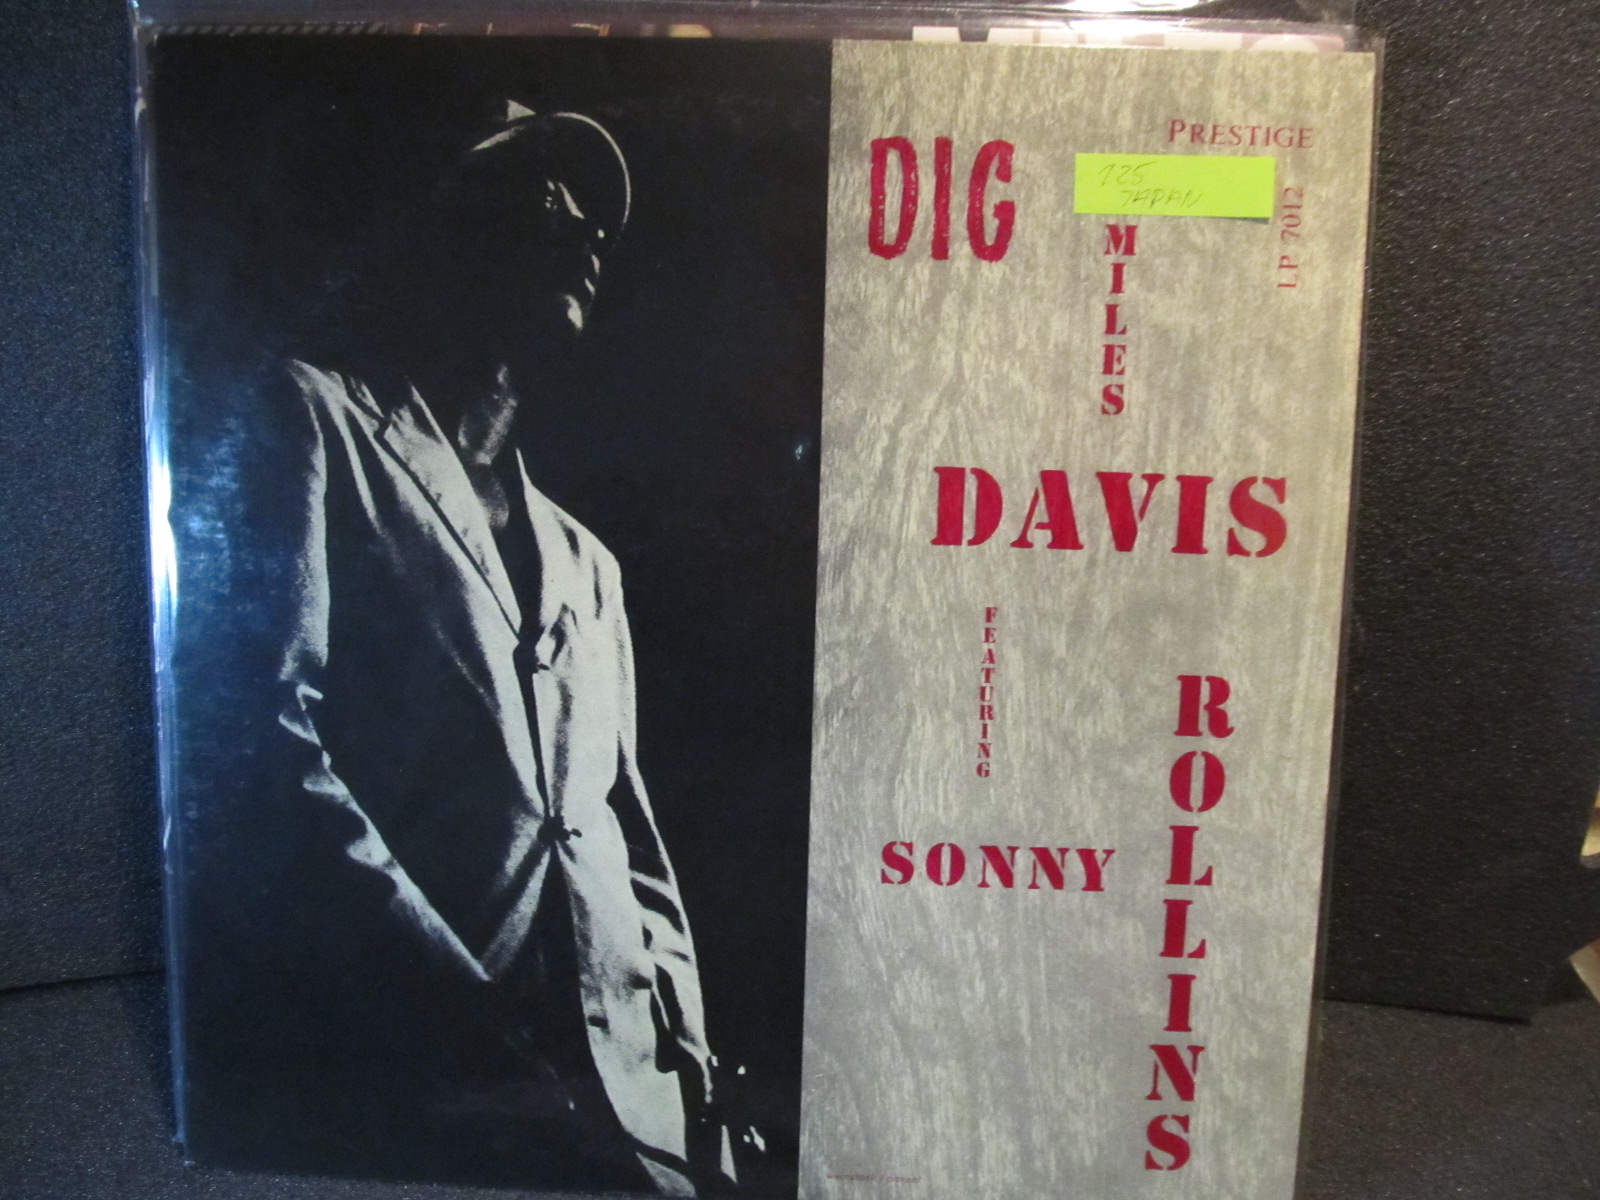 PRESTIGE
DIG
125
JAPAN
LP 7012
MILES
DAVIS
FEATURING
SONNY
ROLLINS